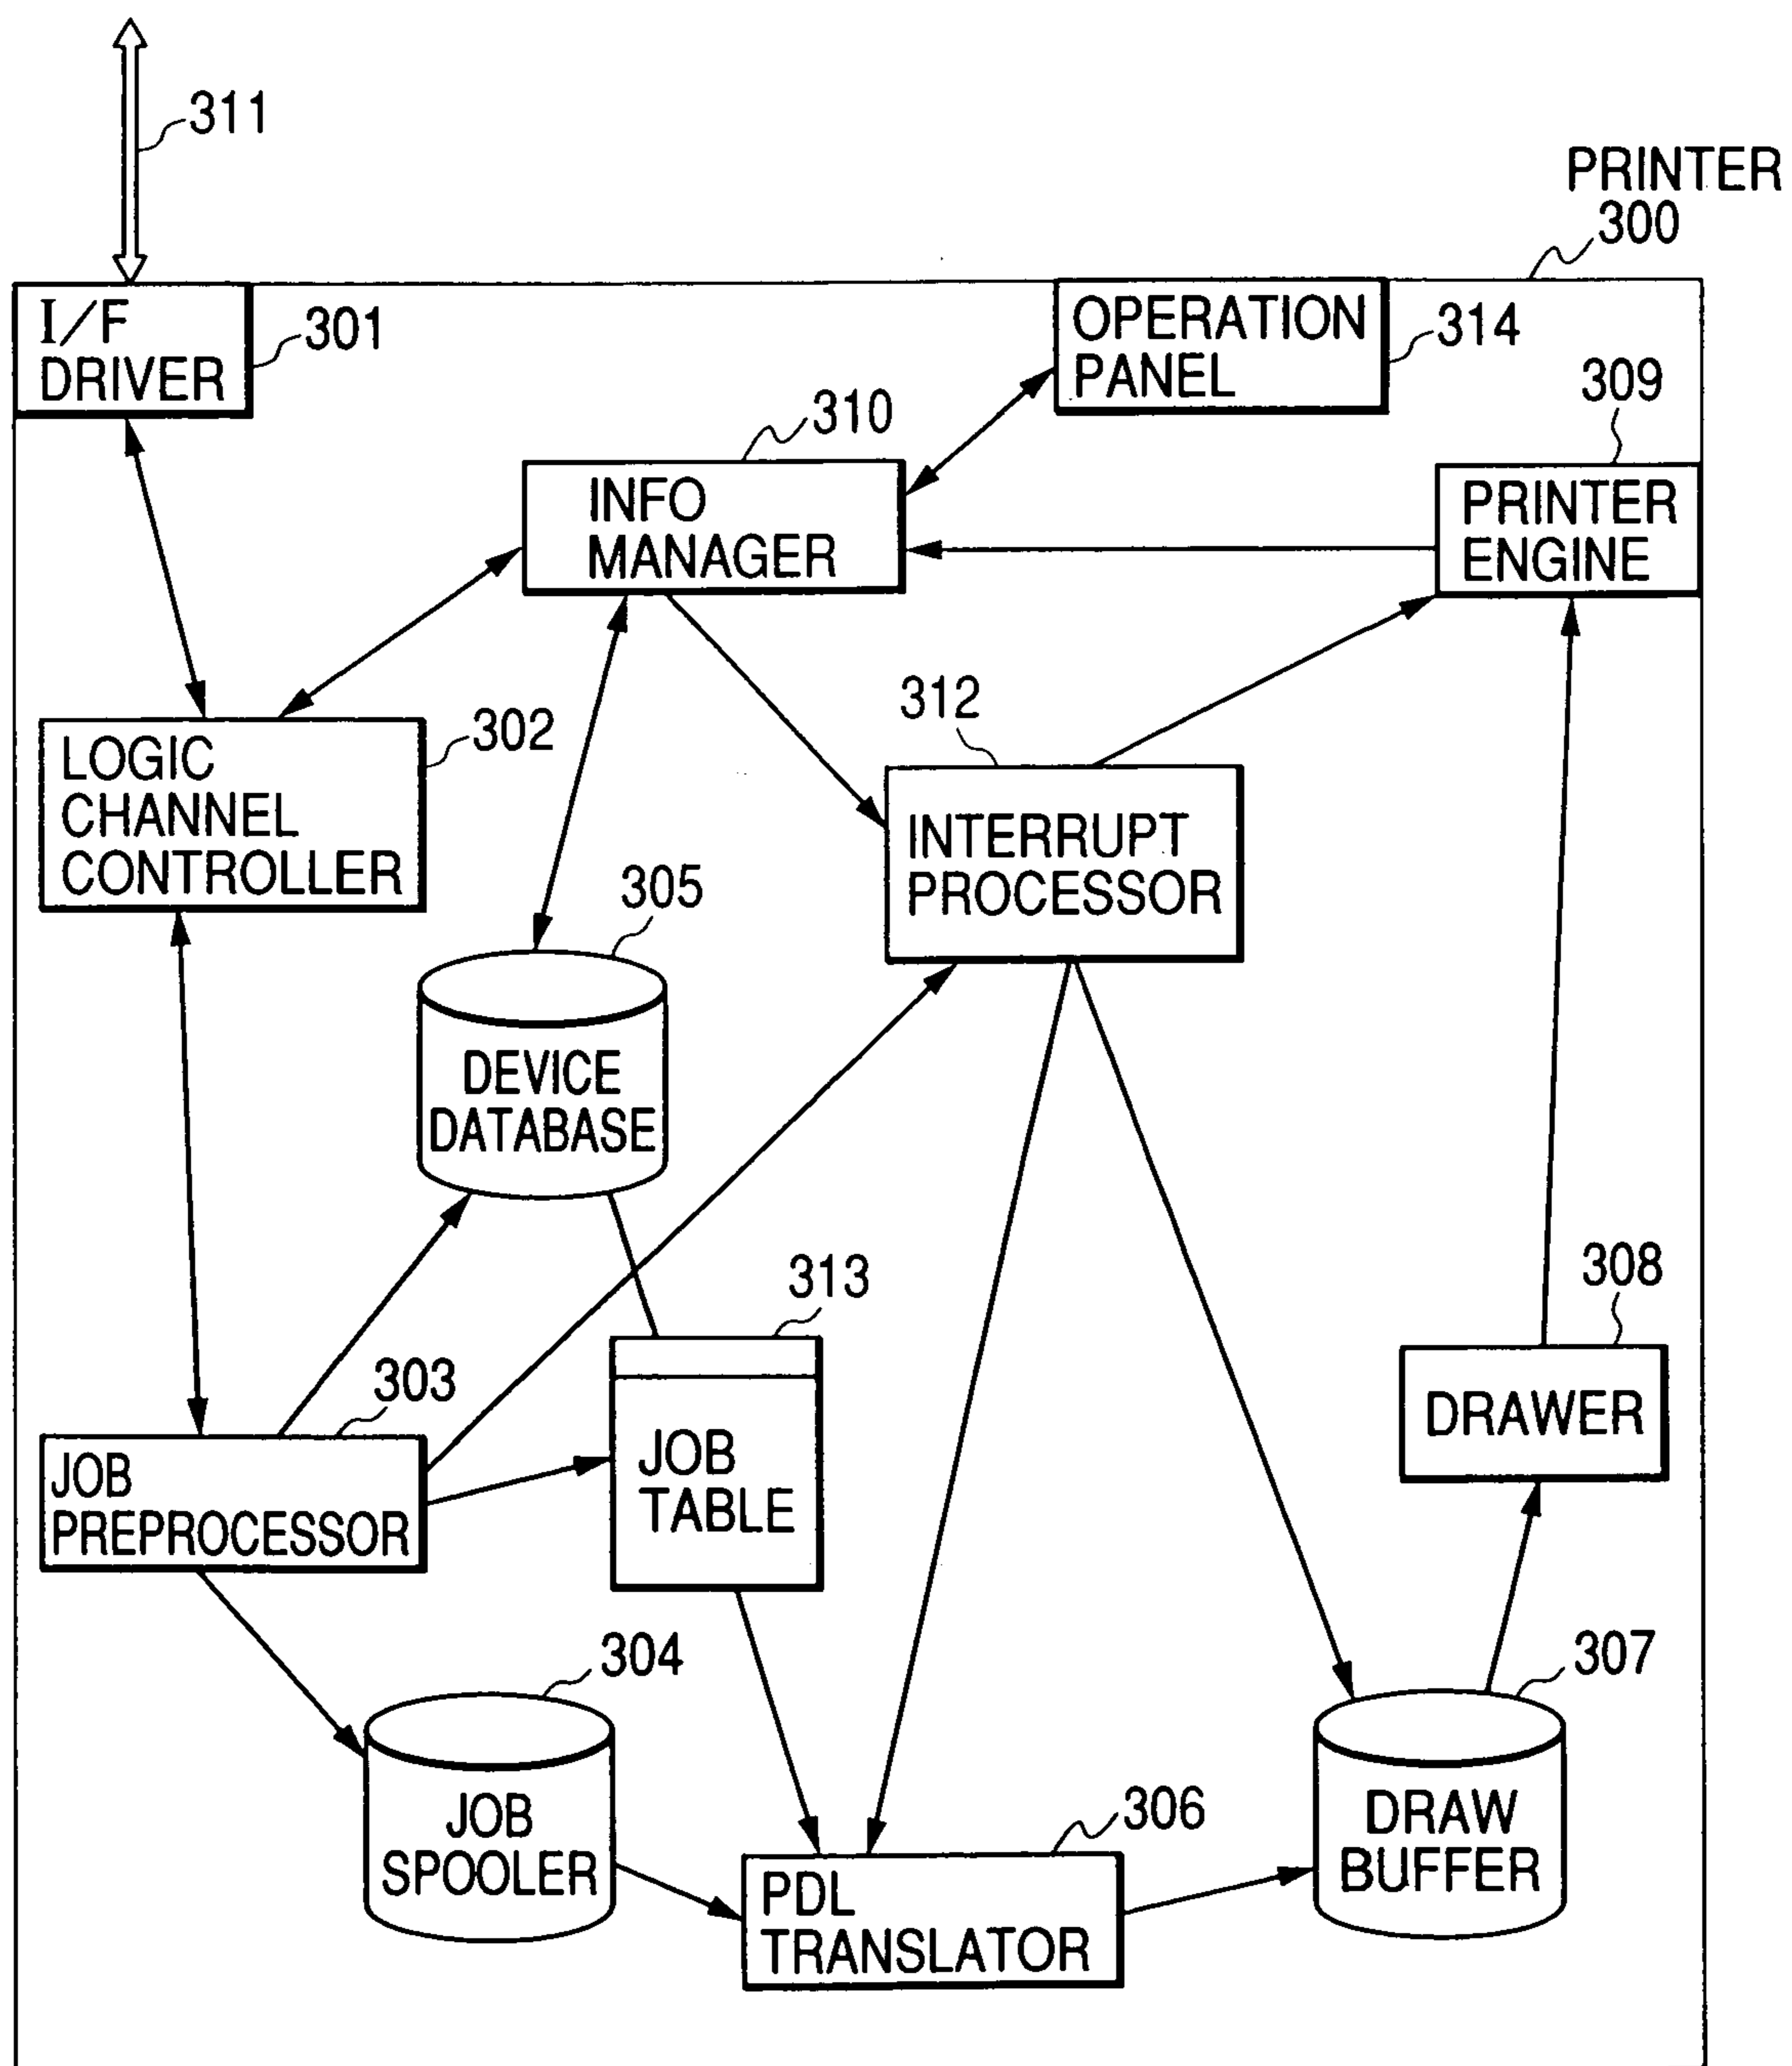 311
PRINTER
300
I/F
DRIVER
301
OPERATION
PANEL
314
309
310
INFO
MANAGER
PRINTER
ENGINE
312
302
LOGIC
CHANNEL
CONTROLLER
INTERRUPT
PROCESSOR
305
DEVICE
DATABASE
313
308
303
DRAWER
JOB
PREPROCESSOR
JOB
TABLE
304
307
JOB
SPOOLER
306
DRAW
BUFFER
PDL
TRANSLATOR